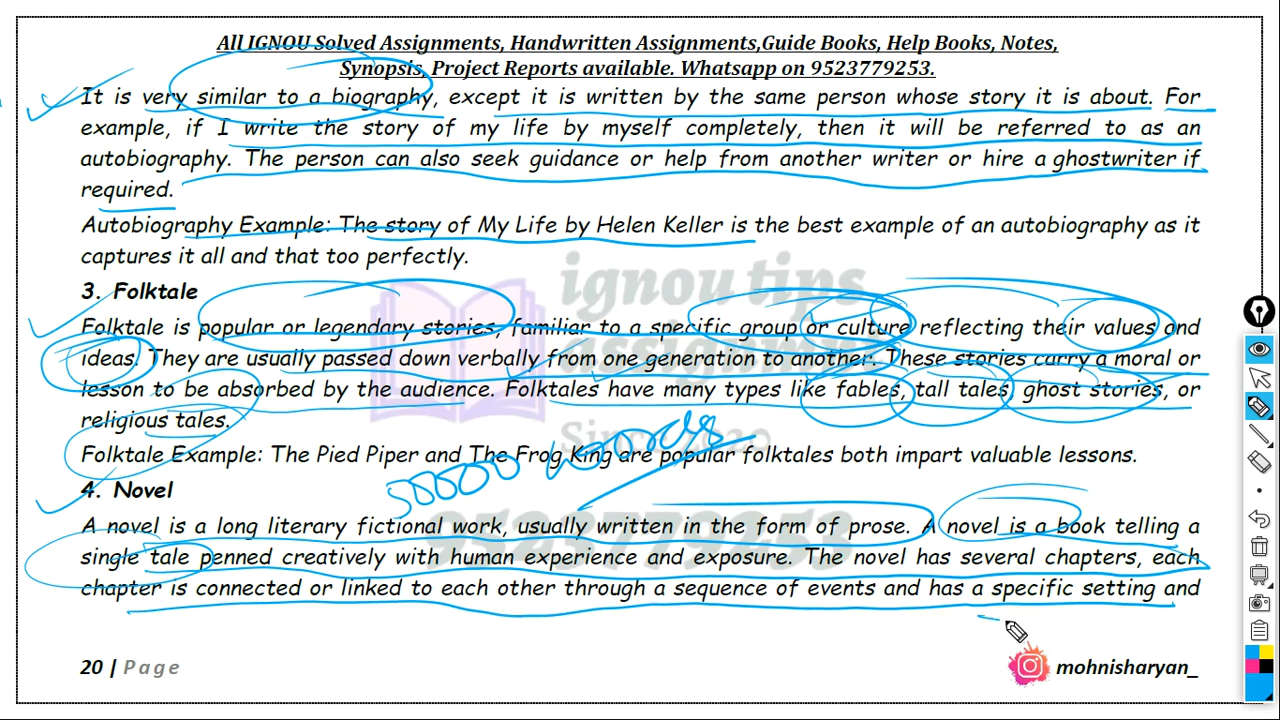 All IGNOU Solved Assignments, Handwritten Assignments,Guide Books, Help Books, Notes,
Synopsis, Project Reports available. Whatsapp on 9523779253.
It is very similar to a biography, except it is written by the same person whose story it is about. For
example, if I write the story of my life by myself completely, then it will be referred to as an
autobiography. The person can also seek guidance or help from another writer or hire a ghostwriter if
required.
Autobiography Example: The story of My Life by Helen Keller is the best example of an autobiography as it
captures it all and that too perfectly.
3. Folktale
Folktale is popular or legendary stories, familiar to a specific group or culture reflecting their values and
ideas. They are usually passed down verbally from one generation to another. These stories carry a moral or
lesson to be absorbed by the audience. Folktales have many types like fables, tall tales, ghost stories, or
religious tales.
Folktale Example: The Pied Piper and The Frog King are popular folktales both impart valuable lessons.
50000 words
4. Novel
A novel is a long literary fictional work, usually written in the form of prose. A novel is a book telling a
single tale penned creatively with human experience and exposure. The novel has several chapters, each
chapter is connected or linked to each other through a sequence of events and has a specific setting and
20 | Page
mohnisharyan_
ignou tips
assignment
Since 2020
9523779253